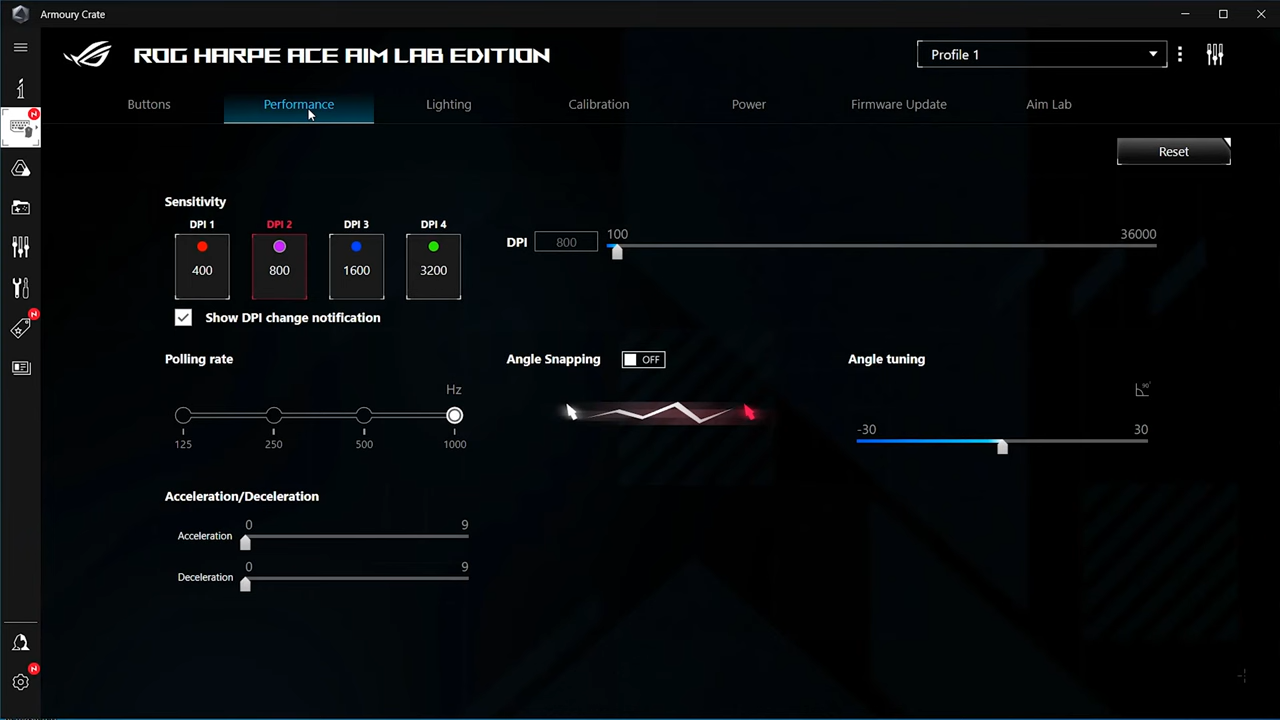 Armoury Crate
ROG HARPE ACE AIM LAB EDITION
Profile 1
Buttons
Performance
Lighting
Calibration
Power
Firmware Update
Aim Lab
Reset
Sensitivity
DPI 1
DPI 2
DPI 3
DPI 4
400
800
1600
3200
Show DPI change notification
DPI
800
100
36000
Polling rate
Hz
125
250
500
1000
Angle Snapping
OFF
Angle tuning
90°
-30
30
Acceleration/Deceleration
Acceleration
0
9
Deceleration
0
9
N
N
N